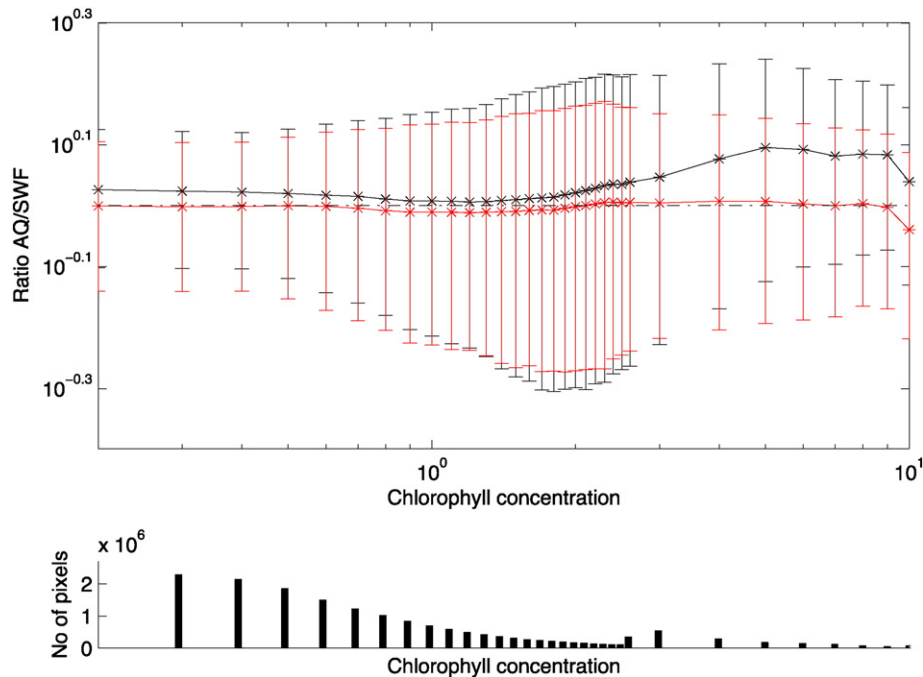 Ratio AQ/SWF
10^0.3
10^0.1
10^-0.1
10^-0.3
10^0
10^1
Chlorophyll concentration
No of pixels
x 10^6
2
1
0
Chlorophyll concentration